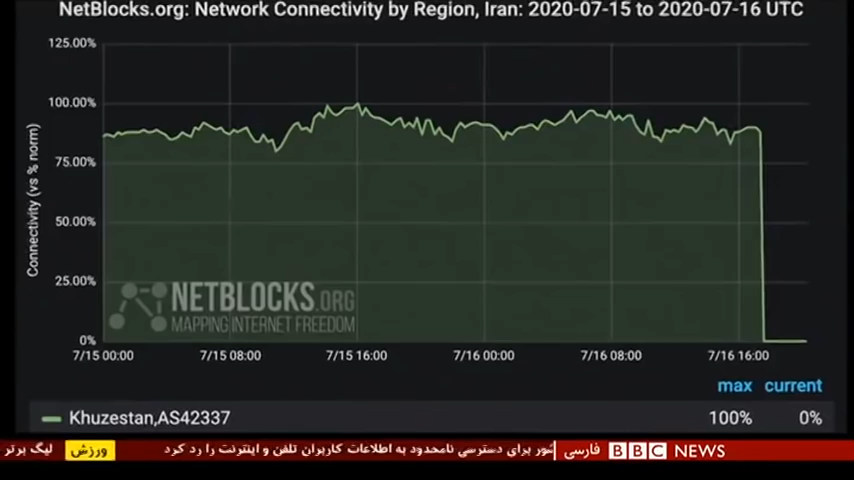 NetBlocks.org: Network Connectivity by Region, Iran: 2020-07-15 to 2020-07-16 UTC
Connectivity (vs % norm)
125.00%
100.00%
75.00%
50.00%
25.00%
0%
NETBLOCKS.ORG
MAPPING INTERNET FREEDOM
7/15 00:00 7/15 08:00 7/15 16:00 7/16 00:00 7/16 08:00 7/16 16:00
max current
Khuzestan,AS42337 100% 0%
BBC NEWS فارسی
برای دسترسی نامحدود به اطلاعات کاربران تلفن و اینترنت را رد کرد ورزش لیگ برتر